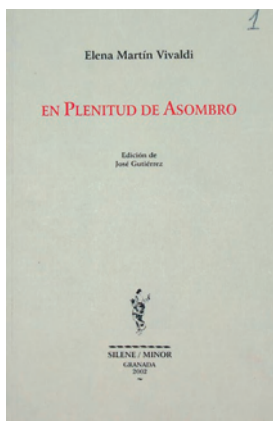 1
Elena Martín Vivaldi
EN PLENITUD DE ASOMBRO
Edición de
José Gutiérrez
SILENE / MINOR
GRANADA
2002